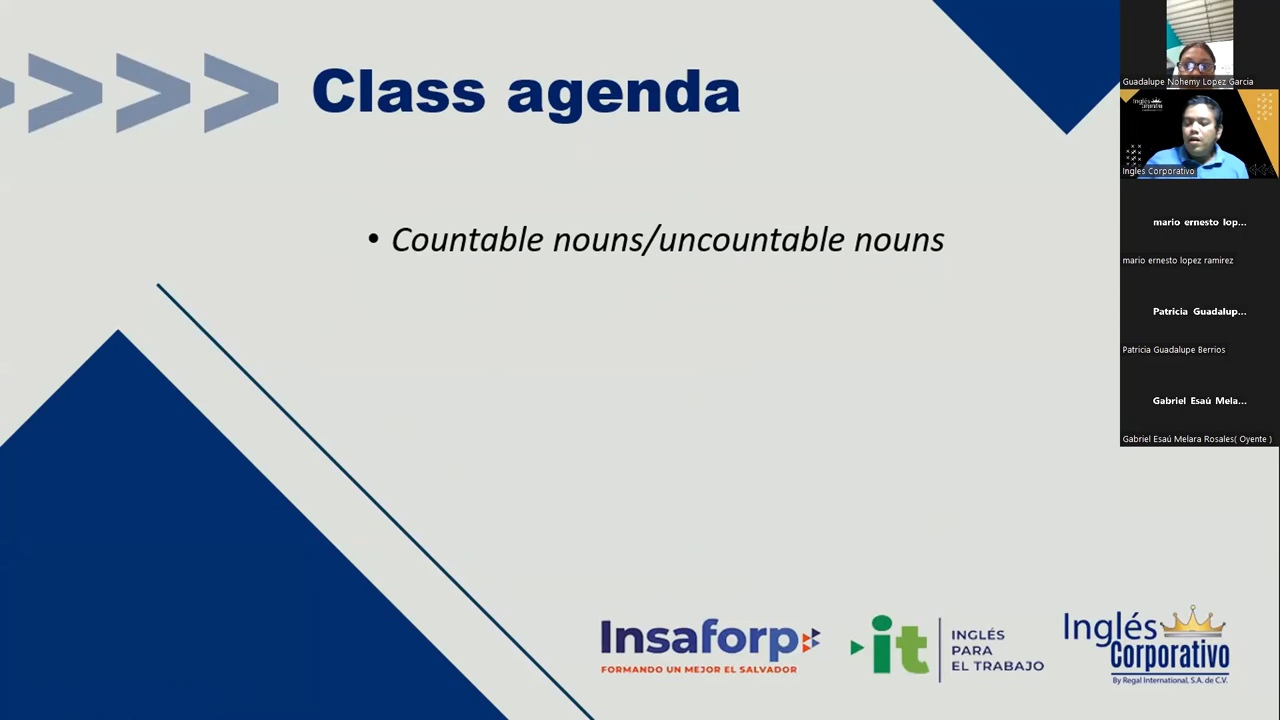 Class agenda
• Countable nouns/uncountable nouns
Insaforp
FORMANDO UN MEJOR EL SALVADOR
it
INGLÉS
PARA
EL TRABAJO
Inglés
Corporativo
By Regal International, S.A. de C.V.
Guadalupe Nohemy Lopez Garcia
Ingles Corporativo
mario ernesto lop...
mario ernesto lopez ramirez
Patricia Guadalup...
Patricia Guadalupe Berrios
Gabriel Esaú Mela...
Gabriel Esaú Melara Rosales( Oyente )